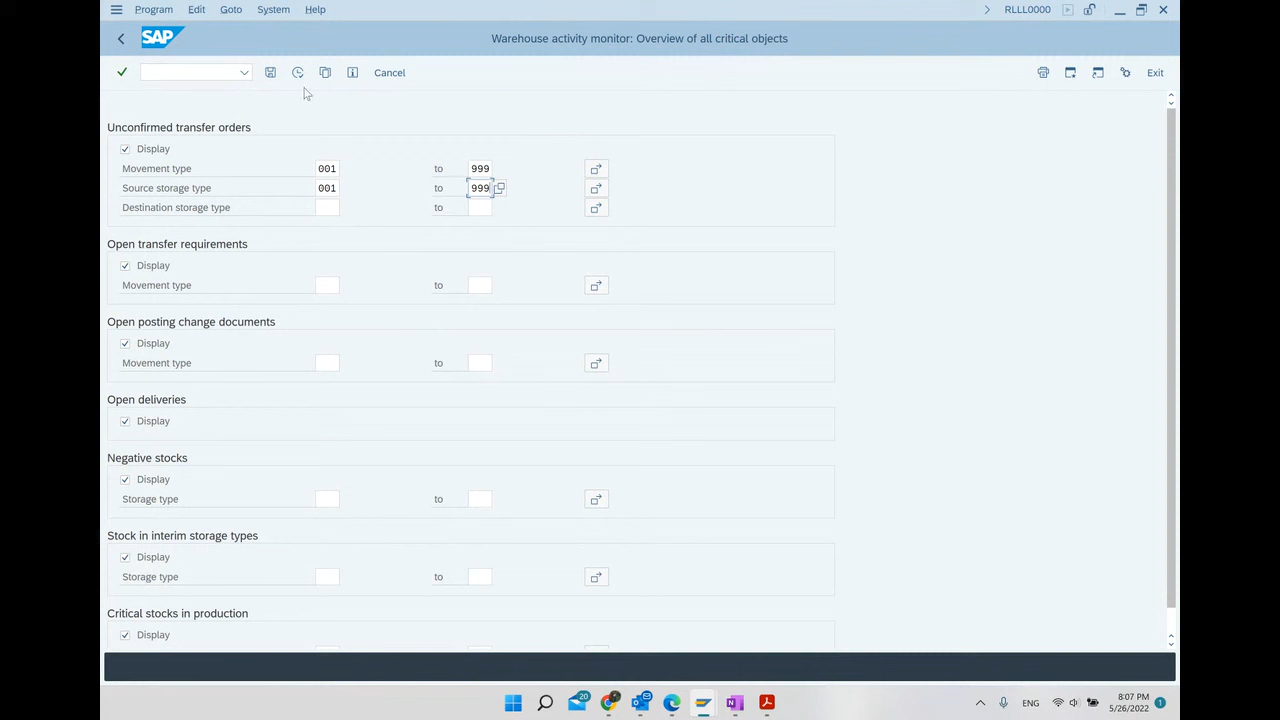 Program Edit Goto System Help RLLL0000
SAP Warehouse activity monitor: Overview of all critical objects
Cancel Exit
Unconfirmed transfer orders
Display
Movement type 001 to 999
Source storage type 001 to 999
Destination storage type to
Open transfer requirements
Display
Movement type to
Open posting change documents
Display
Movement type to
Open deliveries
Display
Negative stocks
Display
Storage type to
Stock in interim storage types
Display
Storage type to
Critical stocks in production
Display
20
ENG 8:07 PM
5/26/2022 1